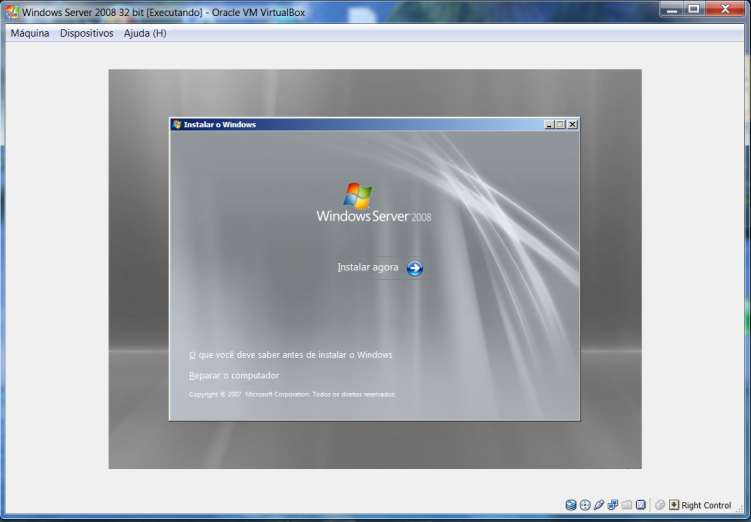 Windows Server 2008 32 bit [Executando] - Oracle VM VirtualBox
Máquina Dispositivos Ajuda (H)
Instalar o Windows
Windows Server 2008
Instalar agora
O que você deve saber antes de instalar o Windows
Reparar o computador
Copyright © 2007 Microsoft Corporation. Todos os direitos reservados.
Right Control